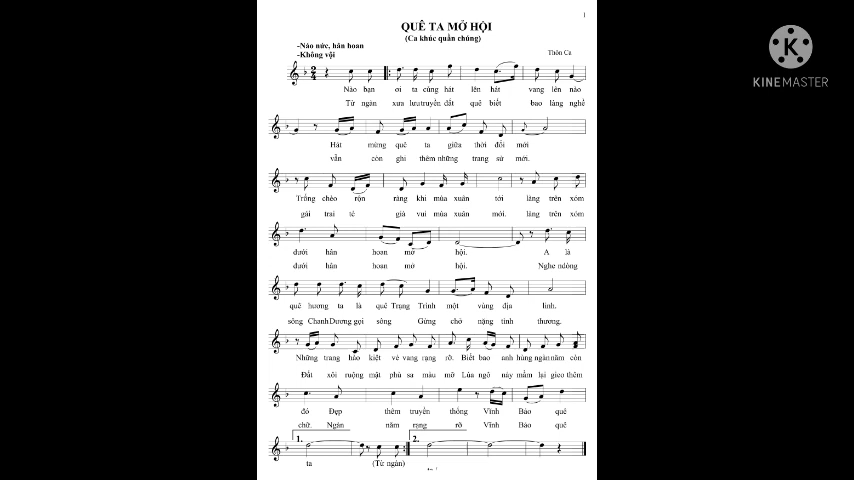 1
QUÊ TA MỞ HỘI
(Ca khúc quần chúng)
-Náo nức, hân hoan
-Không vội
Thôn Ca
Nào bạn ơi ta cùng hát lên hát vang lên nào
Từ ngàn xưa lưu truyền đất quê biết bao làng nghề
Hát mừng quê ta giữa thời đổi mới
vẫn còn ghi thêm những trang sử mới.
Trống chèo rộn ràng khi mùa xuân tới làng trên xóm
gái trai tế giá vui mùa xuân mới. làng trên xóm
dưới hân hoan mở hội. A là
dưới hân hoan mở hội. Nghe ndòng
quê hương ta là quê Trạng Trình một vùng địa linh.
sông Chanh Dương gọi sông Gừng chờ nặng tình thương.
Những trang hào kiệt vẻ vang rạng rỡ. Biết bao anh hùng ngàn năm còn
Đất xôi ruộng mật phù sa màu mỡ Lúa ngô này mầm lại gieo thêm
đó Đẹp thêm truyền thống Vĩnh Bảo quê
chữ. Ngàn năm rạng rỡ Vĩnh Bảo quê
1.
2.
ta (Từ ngàn)
K
KINEMASTER